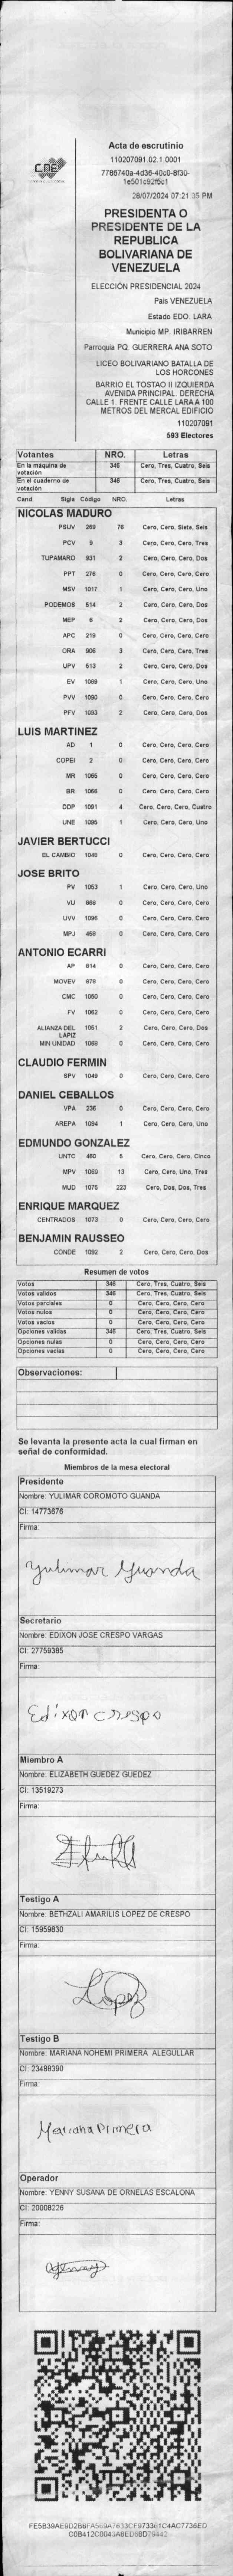 CNE
Acta de escrutinio
110207091.02.1.0001
7786740a-4d36-40c0-8f30-
1e501c92f5c1
28/07/2024 07:21:35 PM
PRESIDENTA O
PRESIDENTE DE LA
REPUBLICA
BOLIVARIANA DE
VENEZUELA
ELECCIÓN PRESIDENCIAL 2024
País VENEZUELA
Estado EDO. LARA
Municipio MP. IRIBARREN
Parroquia PQ. GUERRERA ANA SOTO
LICEO BOLIVARIANO BATALLA DE
LOS HORCONES
BARRIO EL TOSTAO II IZQUIERDA
AVENIDA PRINCIPAL. DERECHA
CALLE 1. FRENTE CALLE LARA A 100
METROS DEL MERCAL EDIFICIO
110207091
593 Electores
Votantes NRO. Letras
En la máquina de votación 346 Cero, Tres, Cuatro, Seis
En el cuaderno de votación 346 Cero, Tres, Cuatro, Seis
Cand. Sigla Código NRO. Letras
NICOLAS MADURO
PSUV 269 76 Cero, Cero, Siete, Seis
PCV 9 3 Cero, Cero, Cero, Tres
TUPAMARO 931 2 Cero, Cero, Cero, Dos
PPT 276 0 Cero, Cero, Cero, Cero
MSV 1017 1 Cero, Cero, Cero, Uno
PODEMOS 514 2 Cero, Cero, Cero, Dos
MEP 6 2 Cero, Cero, Cero, Dos
APC 219 0 Cero, Cero, Cero, Cero
ORA 906 3 Cero, Cero, Cero, Tres
UPV 513 2 Cero, Cero, Cero, Dos
EV 1089 1 Cero, Cero, Cero, Uno
PVV 1090 0 Cero, Cero, Cero, Cero
PFV 1093 2 Cero, Cero, Cero, Dos
LUIS MARTINEZ
AD 1 0 Cero, Cero, Cero, Cero
COPEI 2 0 Cero, Cero, Cero, Cero
MR 1065 0 Cero, Cero, Cero, Cero
BR 1066 0 Cero, Cero, Cero, Cero
DDP 1091 4 Cero, Cero, Cero, Cuatro
UNE 1095 1 Cero, Cero, Cero, Uno
JAVIER BERTUCCI
EL CAMBIO 1048 0 Cero, Cero, Cero, Cero
JOSE BRITO
PV 1053 1 Cero, Cero, Cero, Uno
VU 989 0 Cero, Cero, Cero, Cero
UVV 1096 0 Cero, Cero, Cero, Cero
MPJ 458 0 Cero, Cero, Cero, Cero
ANTONIO ECARRI
AP 914 0 Cero, Cero, Cero, Cero
MOVEV 979 0 Cero, Cero, Cero, Cero
CMC 1050 0 Cero, Cero, Cero, Cero
FV 1062 0 Cero, Cero, Cero, Cero
ALIANZA DEL LAPIZ 1051 2 Cero, Cero, Cero, Dos
MIN UNIDAD 1068 0 Cero, Cero, Cero, Cero
CLAUDIO FERMIN
SPV 1049 0 Cero, Cero, Cero, Cero
DANIEL CEBALLOS
VPA 236 0 Cero, Cero, Cero, Cero
AREPA 1094 1 Cero, Cero, Cero, Uno
EDMUNDO GONZALEZ
UNTC 480 5 Cero, Cero, Cero, Cinco
MPV 1069 13 Cero, Cero, Uno, Tres
MUD 1075 223 Cero, Dos, Dos, Tres
ENRIQUE MARQUEZ
CENTRADOS 1073 0 Cero, Cero, Cero, Cero
BENJAMIN RAUSSEO
CONDE 1092 2 Cero, Cero, Cero, Dos
Resumen de votos
Votos 346 Cero, Tres, Cuatro, Seis
Votos validos 346 Cero, Tres, Cuatro, Seis
Votos parciales 0 Cero, Cero, Cero, Cero
Votos nulos 0 Cero, Cero, Cero, Cero
Votos vacios 0 Cero, Cero, Cero, Cero
Opciones validas 346 Cero, Tres, Cuatro, Seis
Opciones nulas 0 Cero, Cero, Cero, Cero
Opciones vacias 0 Cero, Cero, Cero, Cero
Observaciones:
Se levanta la presente acta la cual firman en
señal de conformidad.
Miembros de la mesa electoral
Presidente
Nombre: YULIMAR COROMOTO GUANDA
CI: 14773676
Firma:
Yulimar Guanda
Secretario
Nombre: EDIXON JOSE CRESPO VARGAS
CI: 27759385
Firma:
Edixon Crespo
Miembro A
Nombre: ELIZABETH GUEDEZ GUEDEZ
CI: 13519273
Firma:
Testigo A
Nombre: BETHZALI AMARILIS LOPEZ DE CRESPO
CI: 15959830
Firma:
Lopez
Testigo B
Nombre: MARIANA NOHEMI PRIMERA ALEGULLAR
CI: 23488390
Firma:
Mariana Primera
Operador
Nombre: YENNY SUSANA DE ORNELAS ESCALONA
CI: 20008226
Firma: